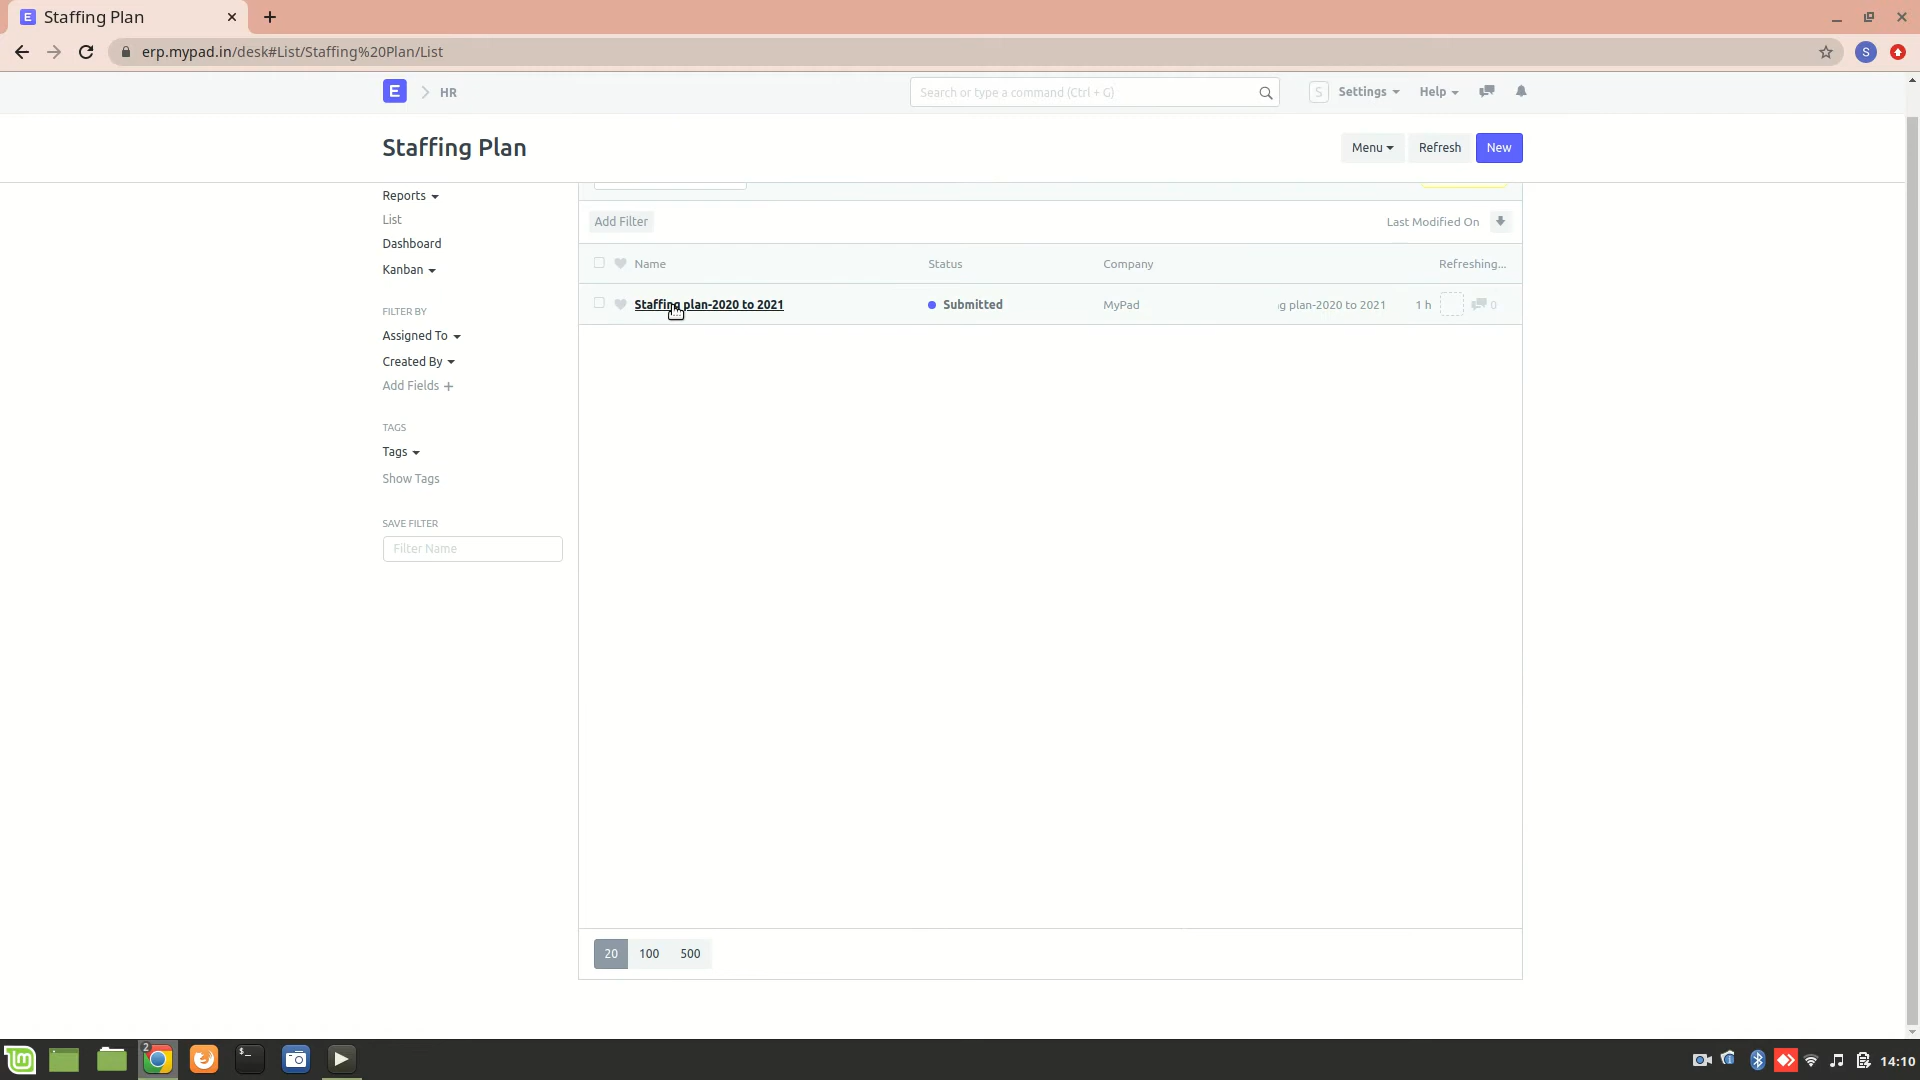 E Staffing Plan
erp.mypad.in/desk#List/Staffing%20Plan/List
S
E HR
Search or type a command (Ctrl + G)
S Settings Help
Staffing Plan
Menu Refresh New
Reports
List
Dashboard
Kanban
FILTER BY
Assigned To
Created By
Add Fields
TAGS
Tags
Show Tags
SAVE FILTER
Filter Name
Add Filter Last Modified On
Name Status Company Refreshing...
Staffing plan-2020 to 2021 Submitted MyPad g plan-2020 to 2021 1 h 0
20 100 500
2
14:10